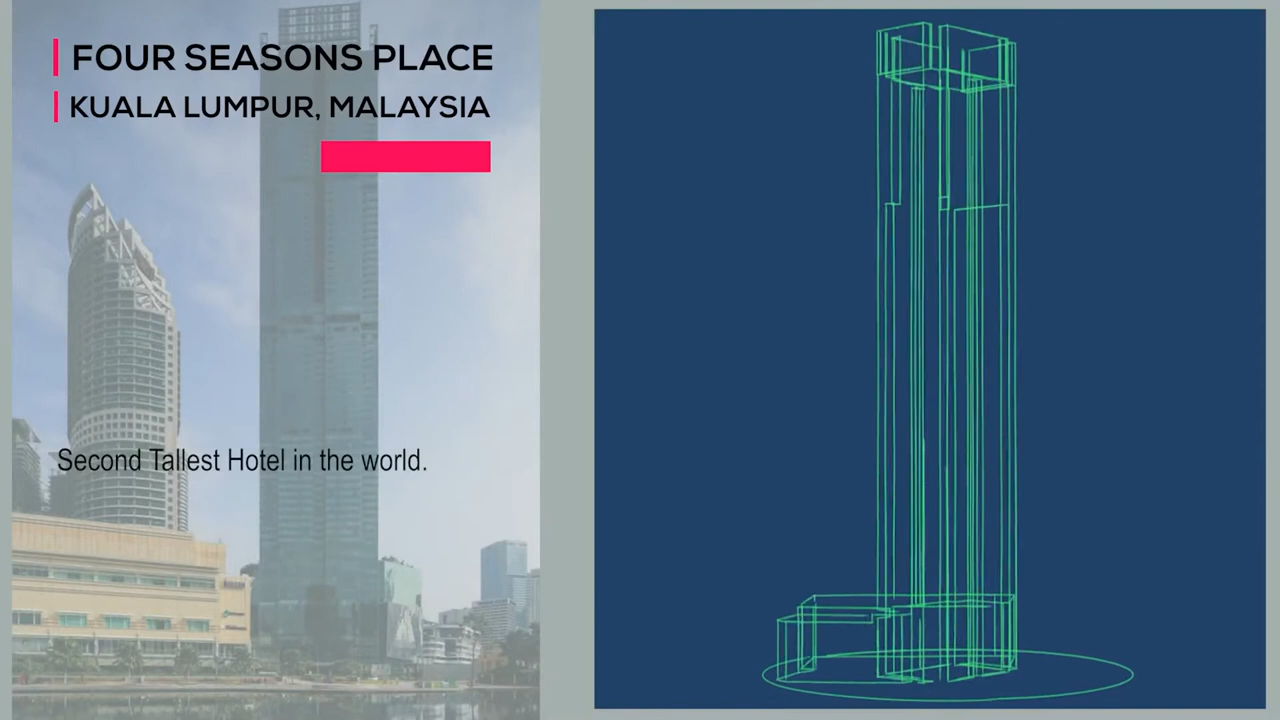 FOUR SEASONS PLACE
KUALA LUMPUR, MALAYSIA
Second Tallest Hotel in the world.